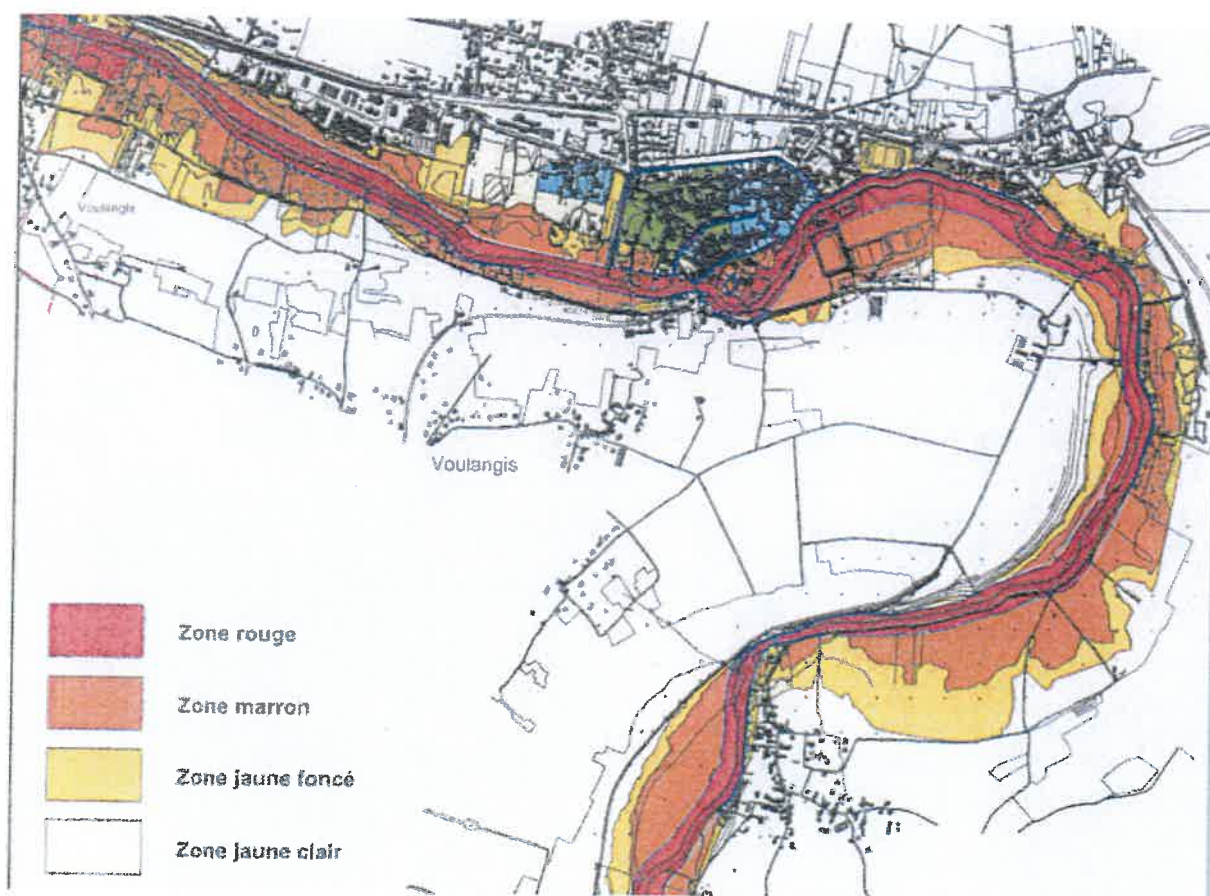 Voulangis
Voulangis
Zone rouge
Zone marron
Zone jaune foncé
Zone jaune clair